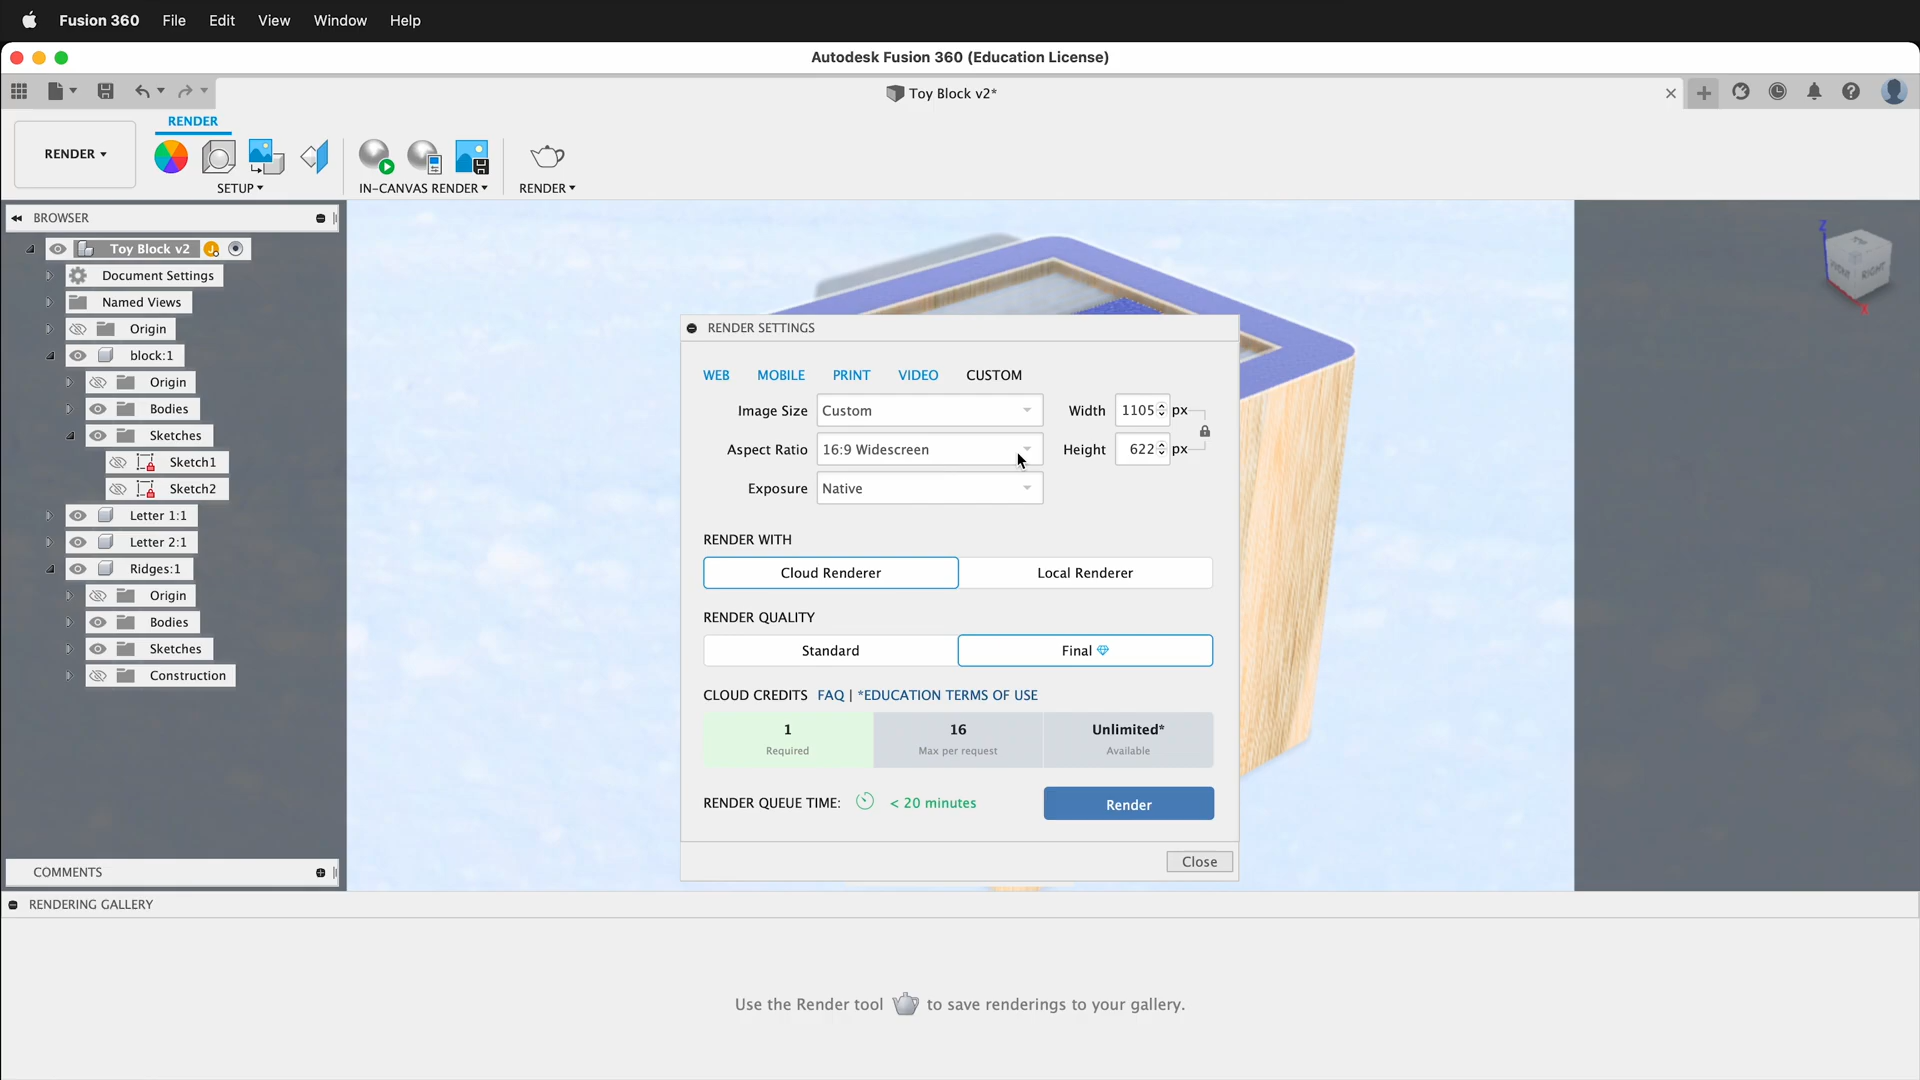 Fusion 360 File Edit View Window Help
Autodesk Fusion 360 (Education License)
Toy Block v2*
RENDER
RENDER
SETUP
IN-CANVAS RENDER
RENDER
BROWSER
Toy Block v2
Document Settings
Named Views
Origin
block:1
Origin
Bodies
Sketches
Sketch1
Sketch2
Letter 1:1
Letter 2:1
Ridges:1
Origin
Bodies
Sketches
Construction
COMMENTS
Z
FRONT RIGHT
X
RENDER SETTINGS
WEB MOBILE PRINT VIDEO CUSTOM
Image Size Custom Width 1105 px
Aspect Ratio 16:9 Widescreen Height 622 px
Exposure Native
RENDER WITH
Cloud Renderer Local Renderer
RENDER QUALITY
Standard Final
CLOUD CREDITS FAQ | *EDUCATION TERMS OF USE
1 16 Unlimited*
Required Max per request Available
RENDER QUEUE TIME: < 20 minutes Render
Close
RENDERING GALLERY
Use the Render tool to save renderings to your gallery.